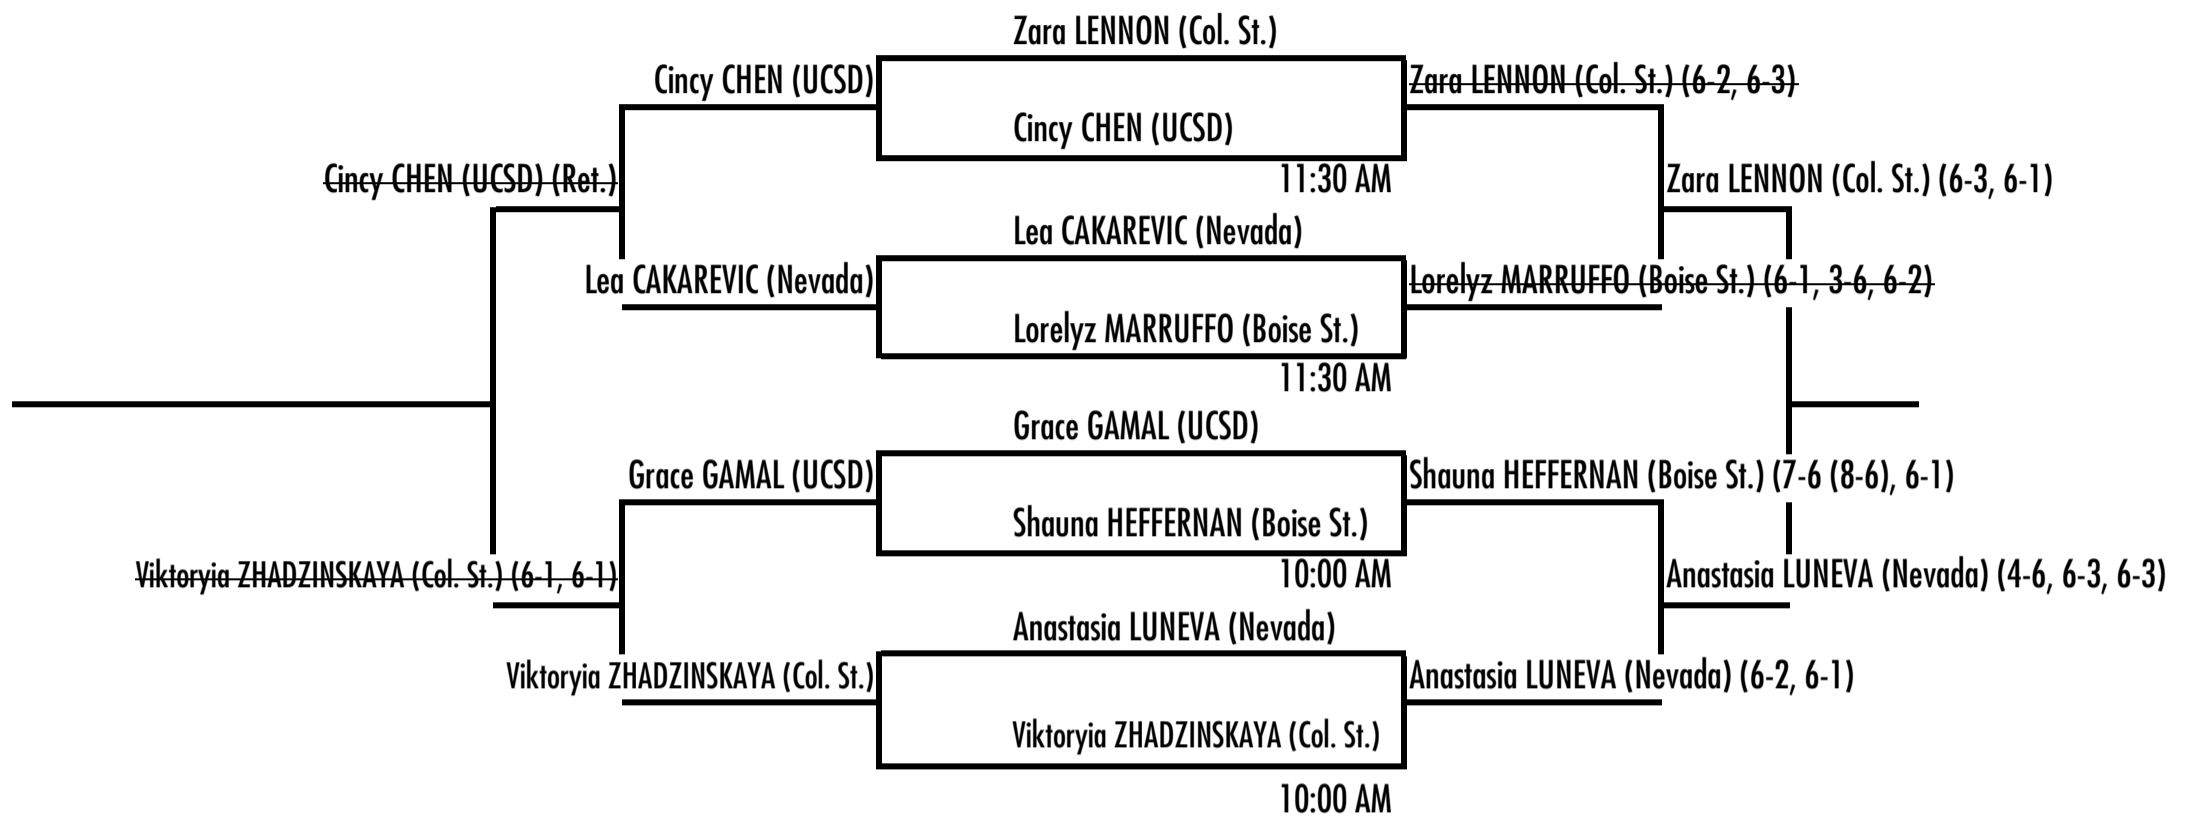 Zara LENNON (Col. St.)
Cincy CHEN (UCSD)
Zara LENNON (Col. St.) (6-2, 6-3)
Cincy CHEN (UCSD)
Cincy CHEN (UCSD) (Ret.)
11:30 AM
Zara LENNON (Col. St.) (6-3, 6-1)
Lea CAKAREVIC (Nevada)
Lea CAKAREVIC (Nevada)
Lorelyz MARRUFFO (Boise St.) (6-1, 3-6, 6-2)
Lorelyz MARRUFFO (Boise St.)
11:30 AM
Grace GAMAL (UCSD)
Grace GAMAL (UCSD)
Shauna HEFFERNAN (Boise St.) (7-6 (8-6), 6-1)
Shauna HEFFERNAN (Boise St.)
Viktoryia ZHADZINSKAYA (Col. St.) (6-1, 6-1)
10:00 AM
Anastasia LUNEVA (Nevada) (4-6, 6-3, 6-3)
Anastasia LUNEVA (Nevada)
Viktoryia ZHADZINSKAYA (Col. St.)
Anastasia LUNEVA (Nevada) (6-2, 6-1)
Viktoryia ZHADZINSKAYA (Col. St.)
10:00 AM